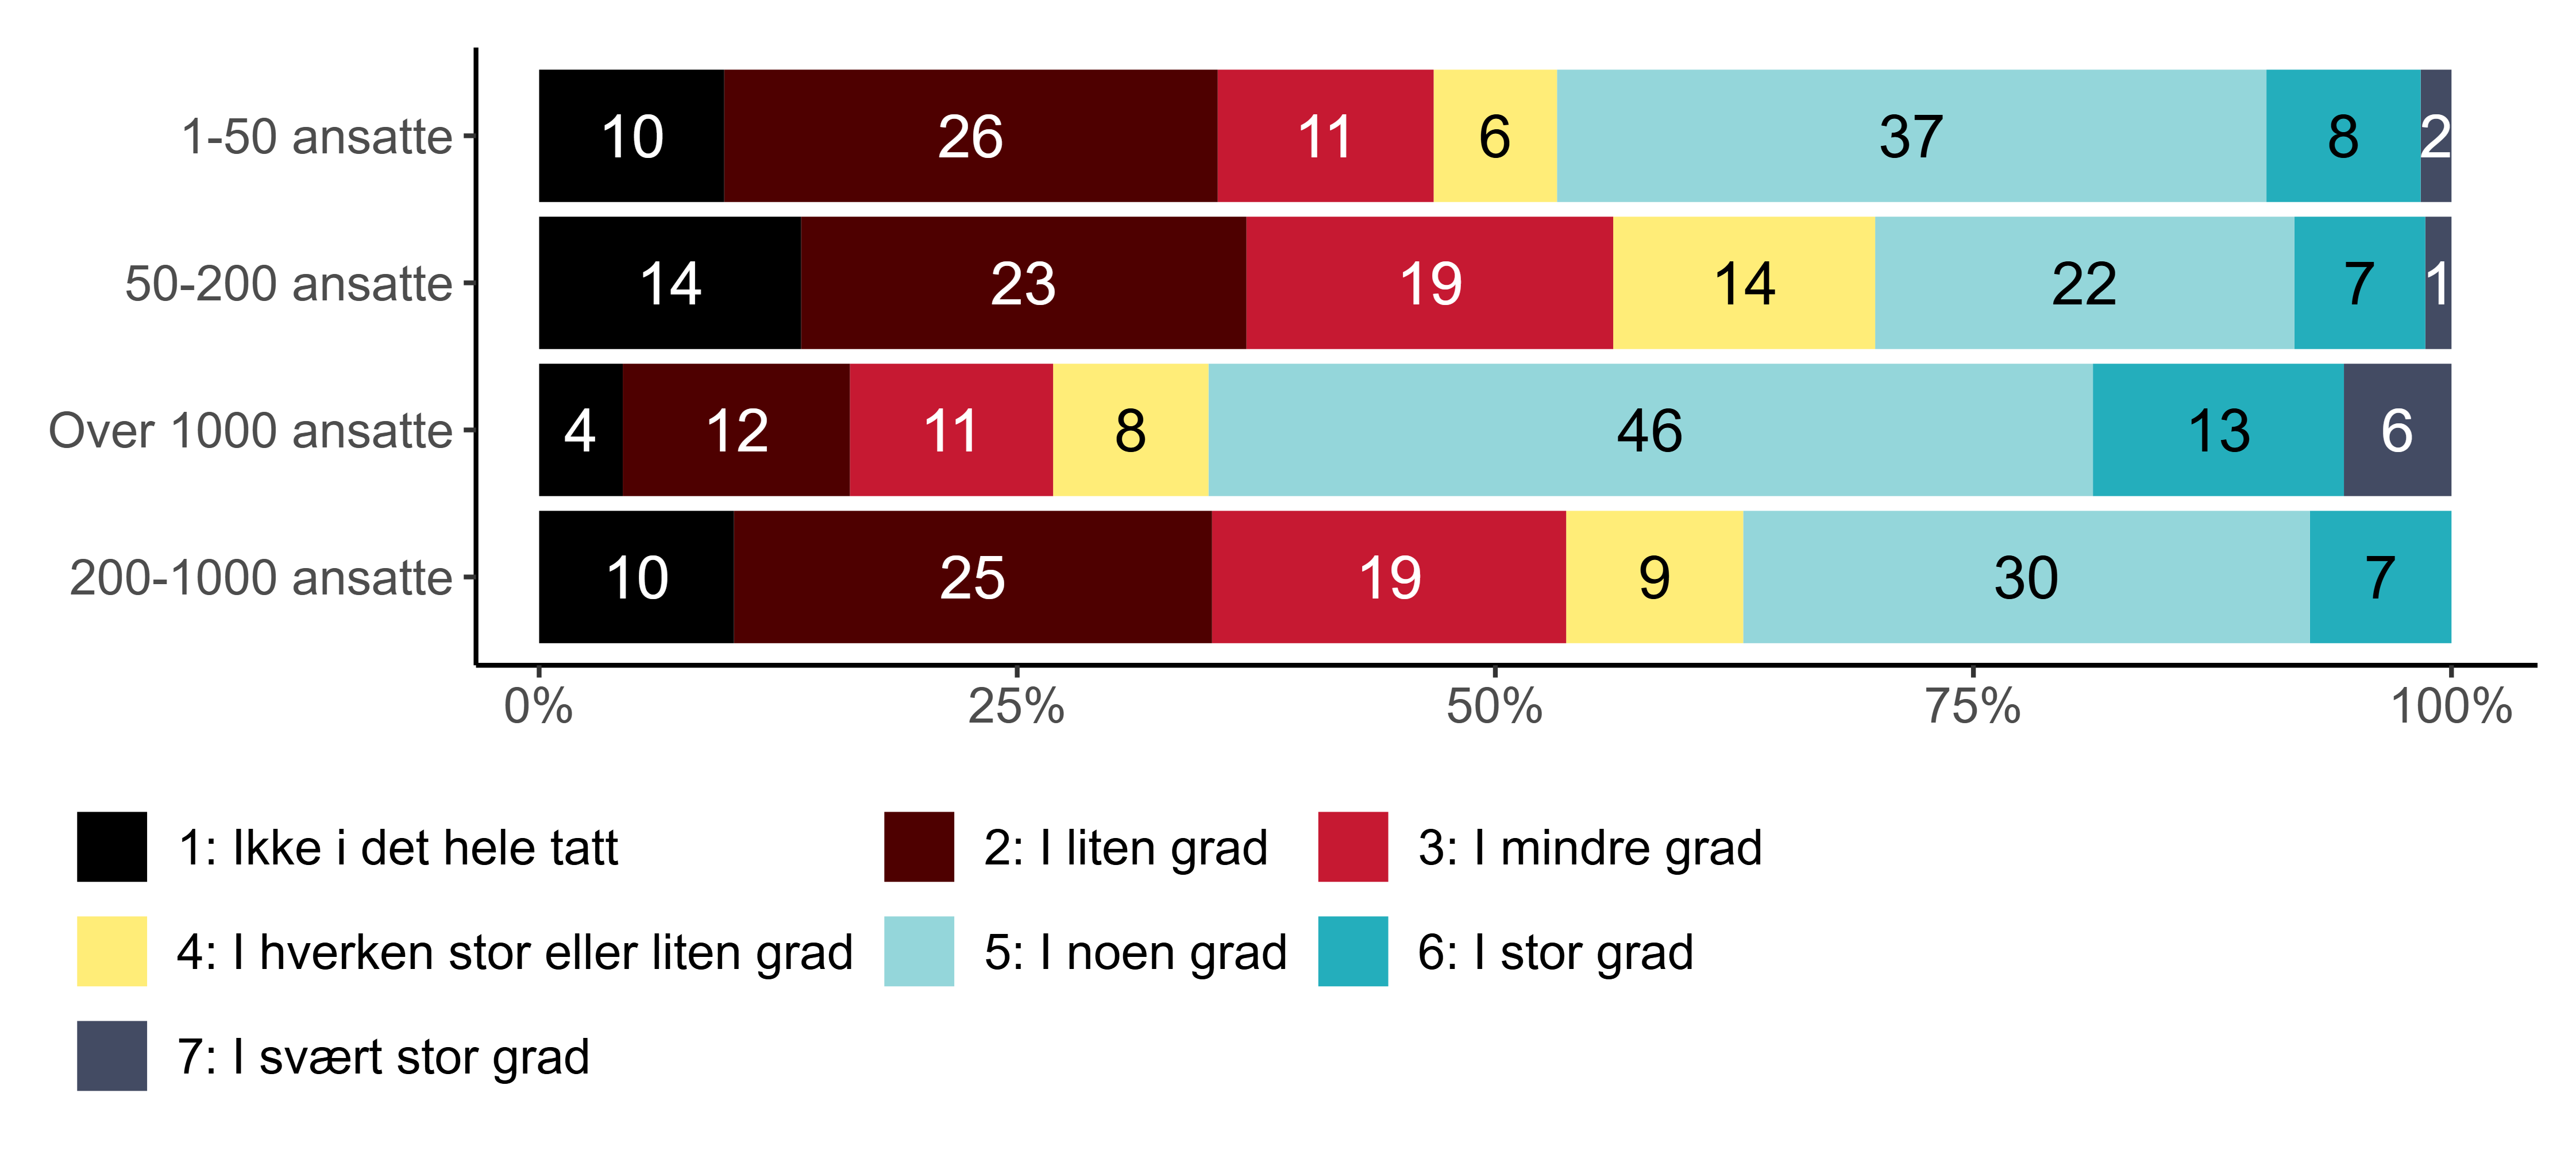 1-50 ansatte 10 26 11 6 37 8 2
50-200 ansatte 14 23 19 14 22 7 1
Over 1000 ansatte 4 12 11 8 46 13 6
200-1000 ansatte 10 25 19 9 30 7
0% 25% 50% 75% 100%
1: Ikke i det hele tatt 2: I liten grad 3: I mindre grad
4: I hverken stor eller liten grad 5: I noen grad 6: I stor grad
7: I svært stor grad